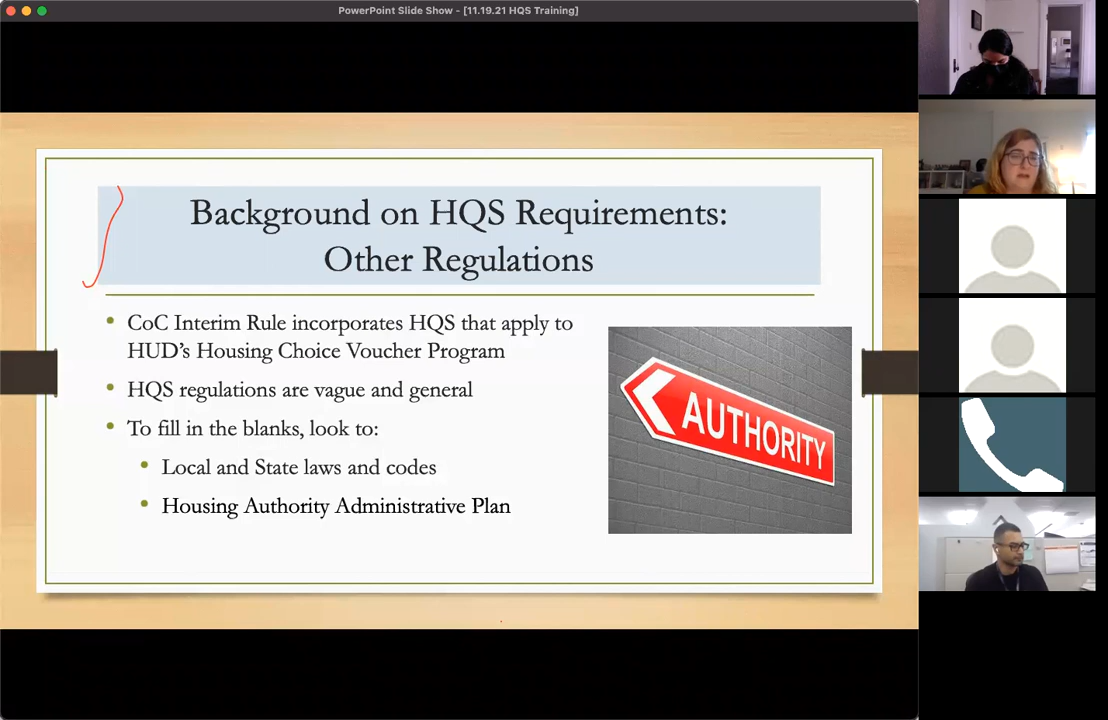 PowerPoint Slide Show - [11.19.21 HQS Training]
Background on HQS Requirements:
Other Regulations
• CoC Interim Rule incorporates HQS that apply to
HUD's Housing Choice Voucher Program
• HQS regulations are vague and general
• To fill in the blanks, look to:
• Local and State laws and codes
• Housing Authority Administrative Plan
AUTHORITY